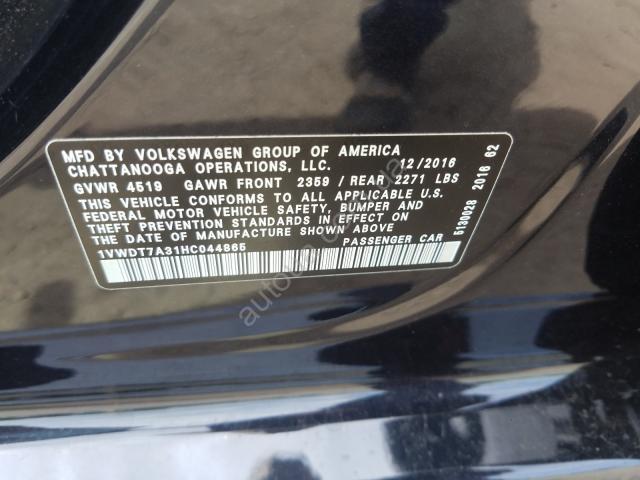 MFD BY VOLKSWAGEN GROUP OF AMERICA
CHATTANOOGA OPERATIONS, LLC. 12/2016
GVWR 4519 GAWR FRONT 2359 / REAR 2271 LBS
THIS VEHICLE CONFORMS TO ALL APPLICABLE U.S.
FEDERAL MOTOR VEHICLE SAFETY, BUMPER AND
THEFT PREVENTION STANDARDS IN EFFECT ON
THE DATE OF MANUFACTURE SHOWN ABOVE
1VWDT7A31HC044865 PASSENGER CAR
5130028 2016 62